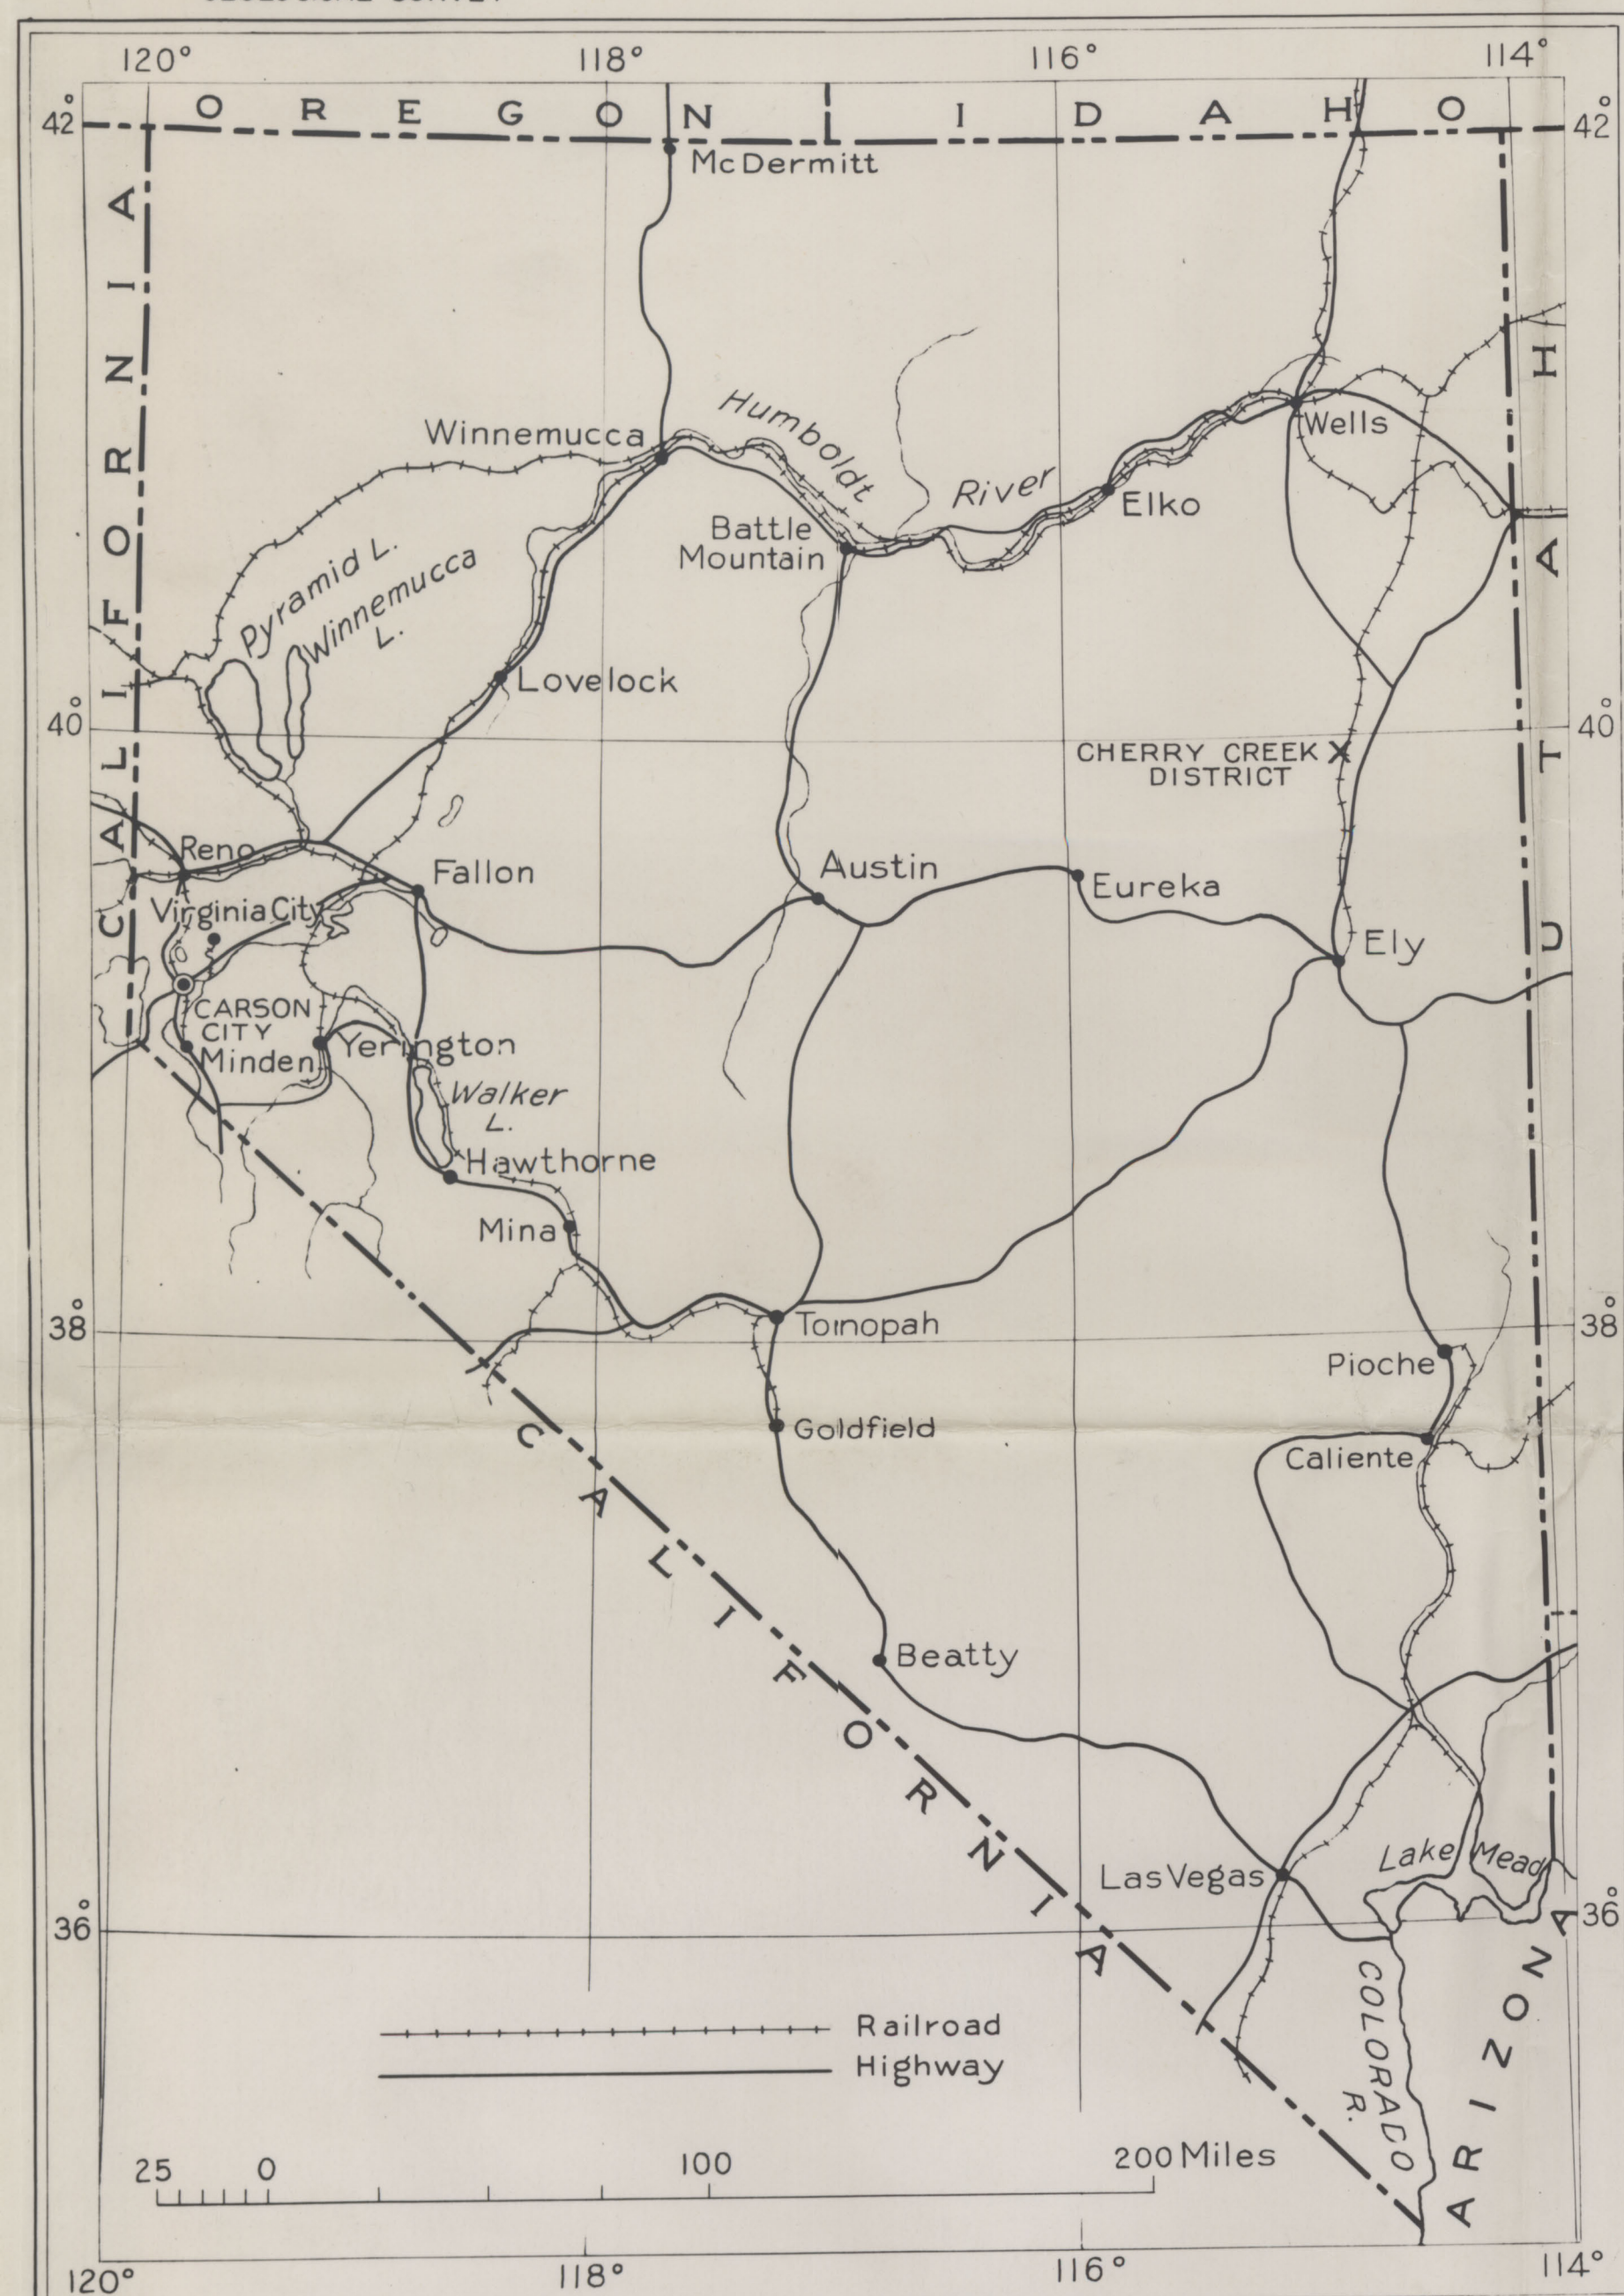 120° 118° 116° 114°
42° OREGON IDAHO 42°
McDermitt
CALIFORNIA
UTAH
Humboldt River
Winnemucca
Wells
Elko
Battle
Mountain
Pyramid L.
Winnemucca
L.
Lovelock
40° 40°
CHERRY CREEK X
DISTRICT
Reno
Fallon
Austin
Eureka
Virginia City
Ely
CARSON
CITY
Minden
Yerington
Walker
L.
Hawthorne
Mina
38° Tomopah 38°
Pioche
Goldfield
Caliente
CALIFORNIA
Beatty
Las Vegas
Lake Mead
36° 36°
ARIZONA
COLORADO
R.
Railroad
Highway
25 0 100 200 Miles
120° 118° 116° 114°